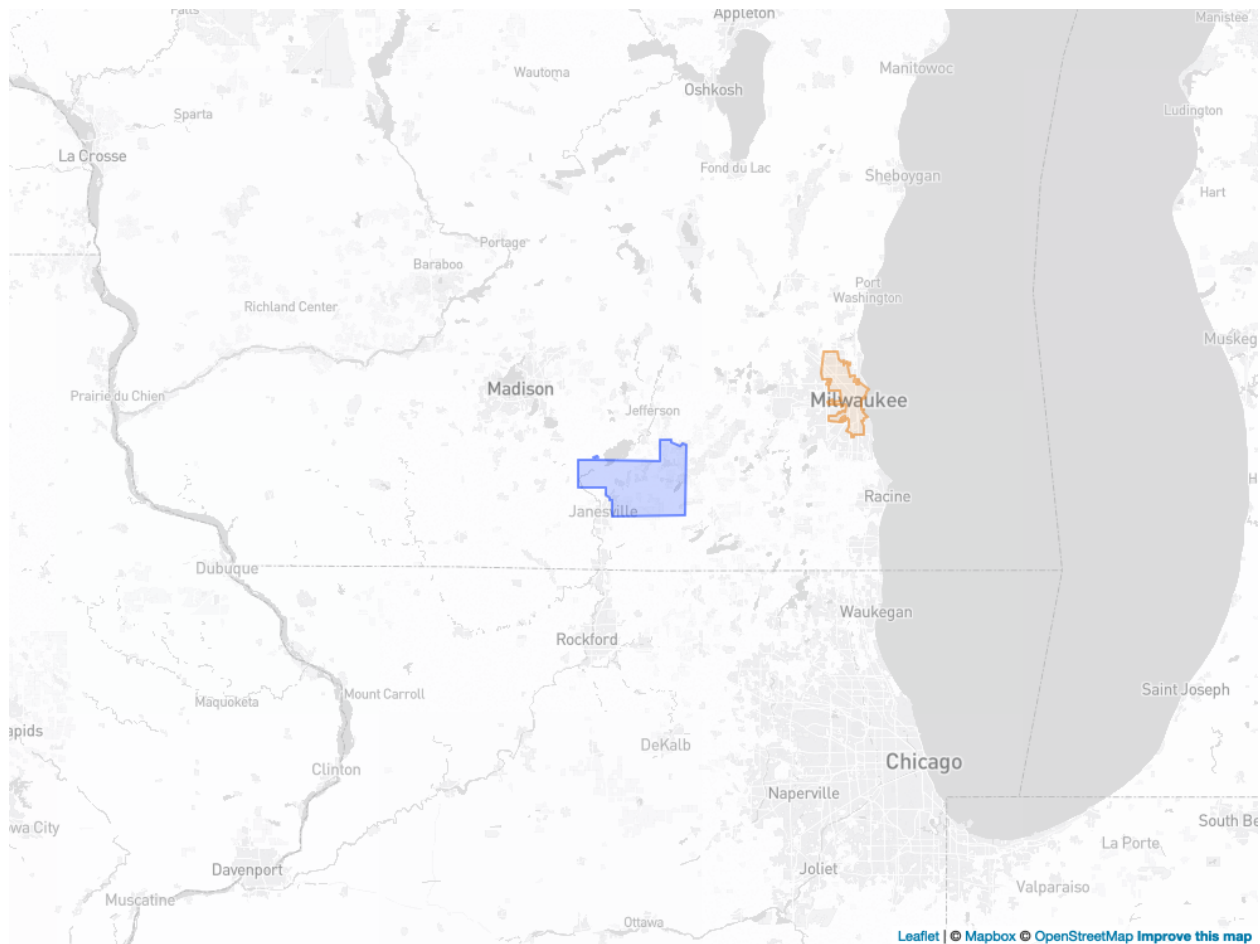 Falls
Appleton
Manistee
Wautoma
Manitowoc
Oshkosh
Ludington
Sparta
La Crosse
Fond du Lac
Sheboygan
Hart
Portage
Baraboo
Port
Washington
Richland Center
Muskeg
Madison
Prairie du Chien
Milwaukee
Jefferson
Racine
Janesville
Dubuque
Waukegan
Rockford
Saint Joseph
Mount Carroll
Maquoketa
apids
DeKalb
Chicago
Clinton
Naperville
South Be
owa City
La Porte
Davenport
Joliet
Valparaiso
Muscatine
Ottawa
Leaflet | © Mapbox © OpenStreetMap Improve this map